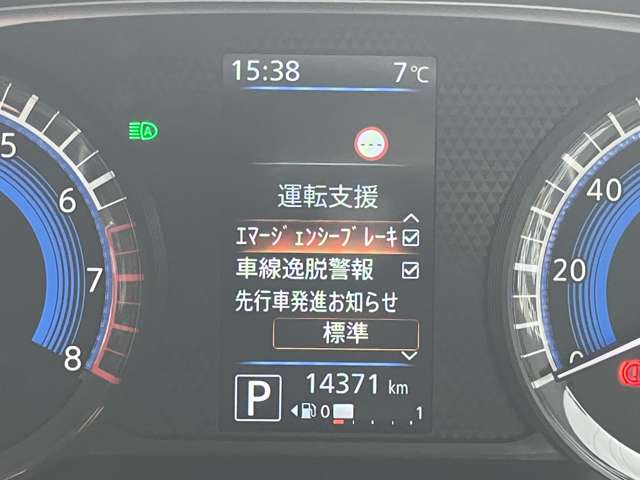 15:38 7℃
---
運転支援
ｴﾏｰｼﾞｪﾝｼｰﾌﾞﾚｰｷ
車線逸脱警報
先行車発進お知らせ
標準
P 14371 km
0 1
5
6
7
8
40
20
0
A